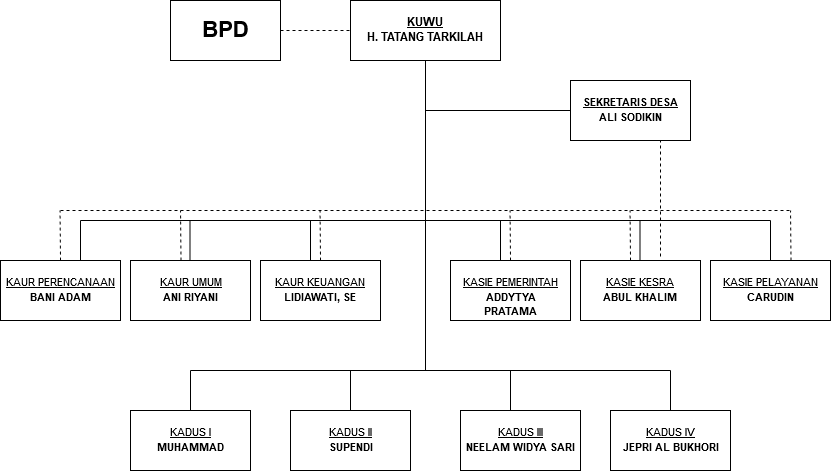 BPD
KUWU
H. TATANG TARKILAH
SEKRETARIS DESA
ALI SODIKIN
KAUR PERENCANAAN
BANI ADAM
KAUR UMUM
ANI RIYANI
KAUR KEUANGAN
LIDIAWATI, SE
KASIE PEMERINTAH
ADDYTYA
PRATAMA
KASIE KESRA
ABUL KHALIM
KASIE PELAYANAN
CARUDIN
KADUS I
MUHAMMAD
KADUS II
SUPENDI
KADUS III
NEELAM WIDYA SARI
KADUS IV
JEPRI AL BUKHORI